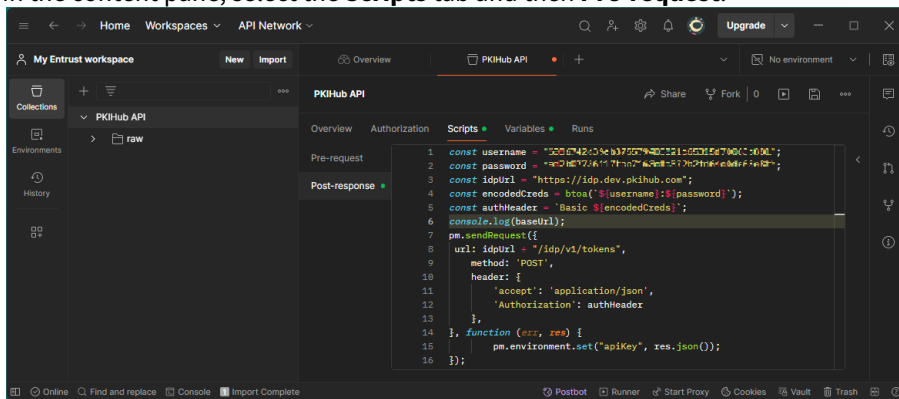 In the content pane, select the Scripts tab and then Pre-request.
Home Workspaces API Network Upgrade
My Entrust workspace New Import Overview PKIHub API No environment
Collections
PKIHub API
raw
Environments
History
PKIHub API Share Fork 0
Overview Authorization Scripts Variables Runs
Pre-request
Post-response
1 const username = "
2 const password = "
3 const idpUrl = "https://idp.dev.pkihub.com";
4 const encodedCreds = btoa(`${username}:${password}`);
5 const authHeader = `Basic ${encodedCreds}`;
6 console.log(baseUrl);
7 pm.sendRequest({
8 url: idpUrl + "/idp/v1/tokens",
9 method: 'POST',
10 header: {
11 'accept': 'application/json',
12 'Authorization': authHeader
13 },
14 }, function (err, res) {
15 pm.environment.set("apiKey", res.json());
16 });
Online Find and replace Console Import Complete Postbot Runner Start Proxy Cookies Vault Trash